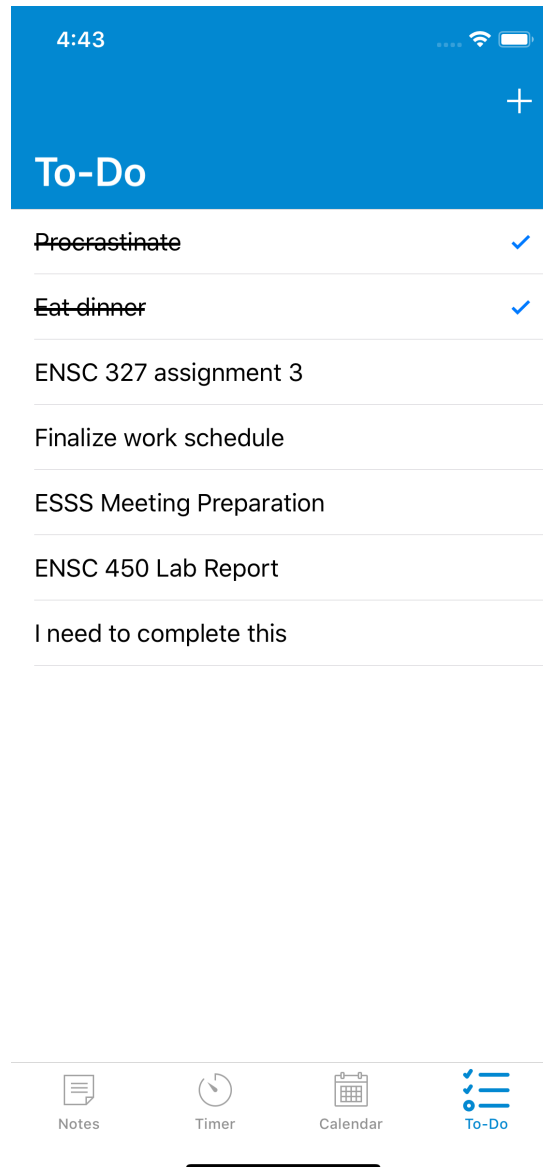 4:43
To-Do
Procrastinate
Eat dinner
ENSC 327 assignment 3
Finalize work schedule
ESSS Meeting Preparation
ENSC 450 Lab Report
I need to complete this
Notes Timer Calendar To-Do